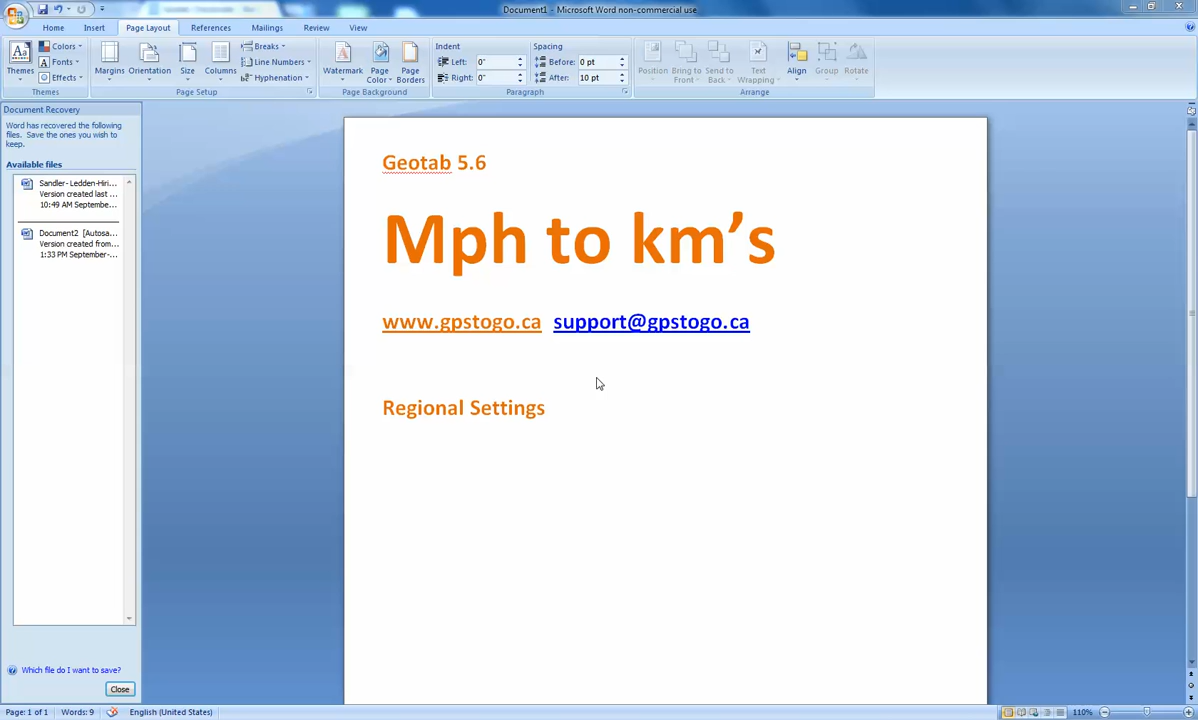 Document1 - Microsoft Word non-commercial use
Home Insert Page Layout References Mailings Review View
Themes
Colors
Fonts
Effects
Themes
Margins
Orientation
Size
Columns
Breaks
Line Numbers
Hyphenation
Page Setup
Watermark
Page Color
Page Borders
Page Background
Indent
Left: 0"
Right: 0"
Spacing
Before: 0 pt
After: 10 pt
Paragraph
Position
Bring to Front
Send to Back
Text Wrapping
Align
Group
Rotate
Arrange
Document Recovery
Word has recovered the following
files. Save the ones you wish to
keep.
Available files
Sandler-Ledden-Hiri...
Version created last ...
10:49 AM Septembe...
Document2 [Autosa...
Version created from...
1:33 PM September-...
Which file do I want to save?
Close
Geotab 5.6
Mph to km’s
www.gpstogo.ca support@gpstogo.ca
Regional Settings
Page: 1 of 1 Words: 9 English (United States) 110%